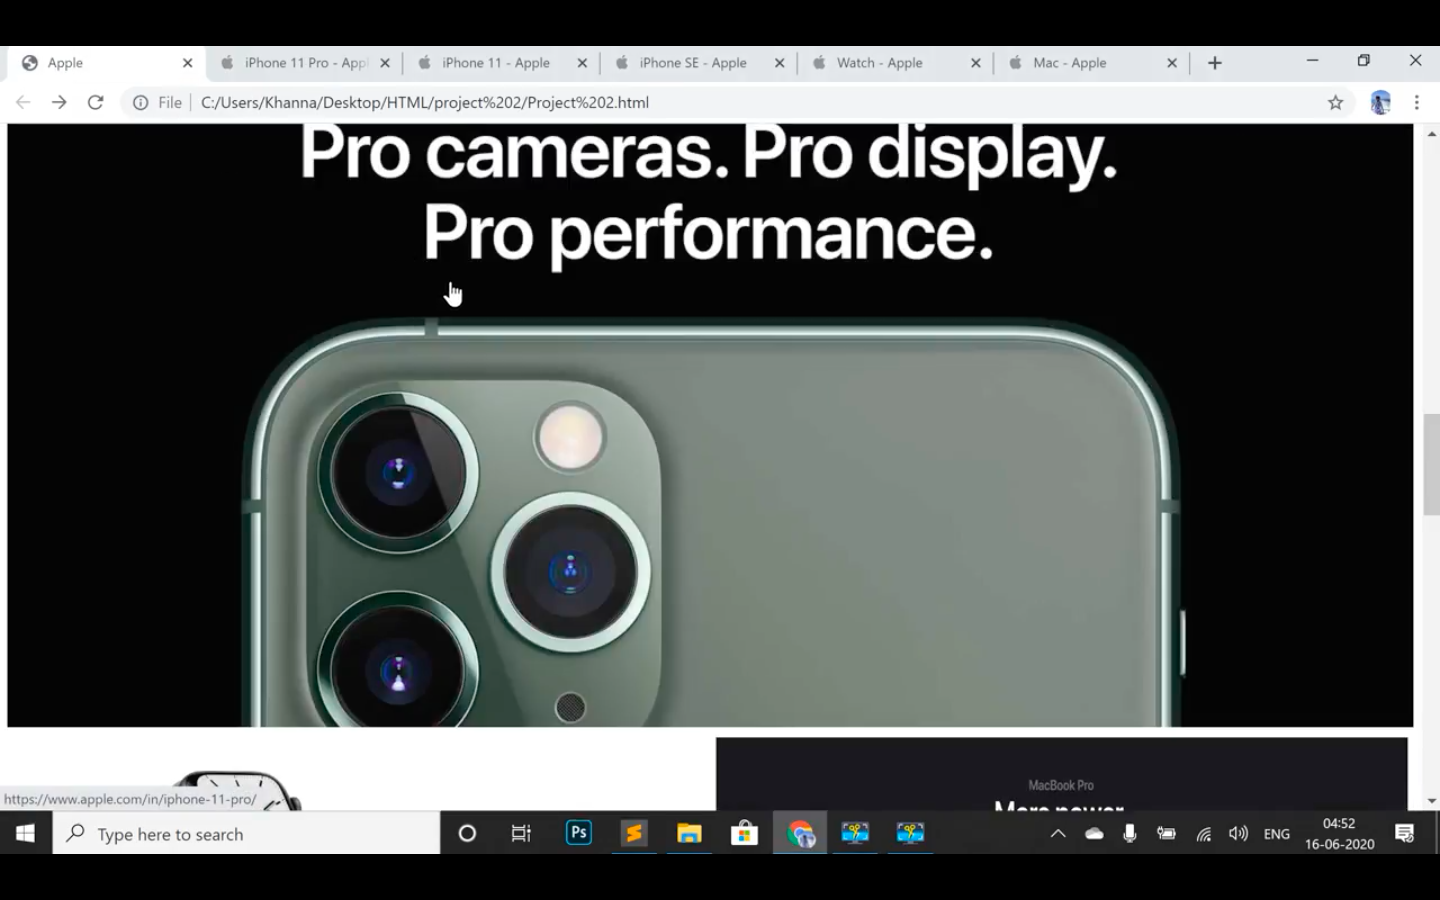 Apple
iPhone 11 Pro - Appl
iPhone 11 - Apple
iPhone SE - Apple
Watch - Apple
Mac - Apple
File
C:/Users/Khanna/Desktop/HTML/project%202/Project%202.html
Pro cameras. Pro display.
Pro performance.
MacBook Pro
More power
https://www.apple.com/in/iphone-11-pro/
Type here to search
Ps
ENG
04:52
16-06-2020